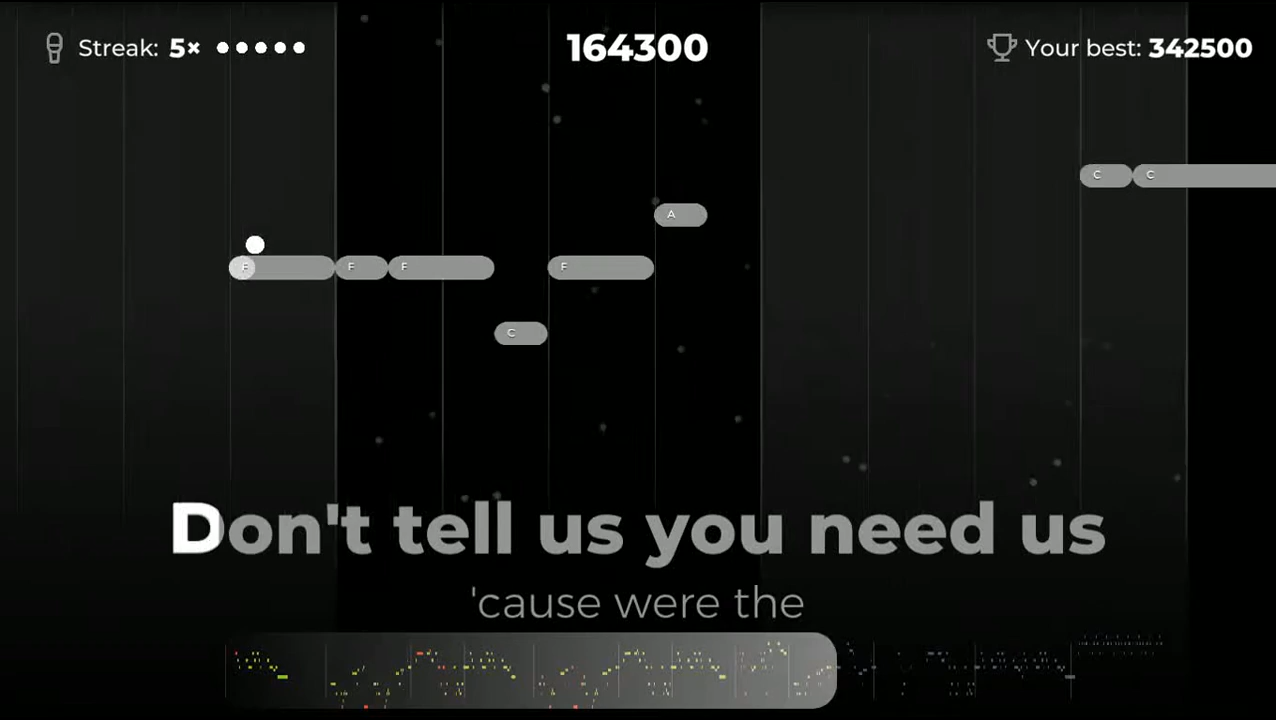 Streak: 5× 164300 Your best: 342500
C C
A
F F F F
C
Don't tell us you need us
'cause were the